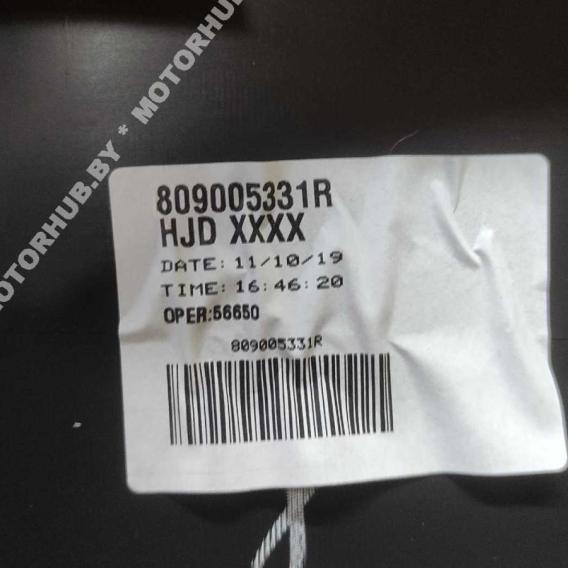 MOTORHUB.BY * MOTORHUB
809005331R
HJD XXXX
DATE: 11/10/19
TIME: 16:46:20
OPER:56650
809005331R